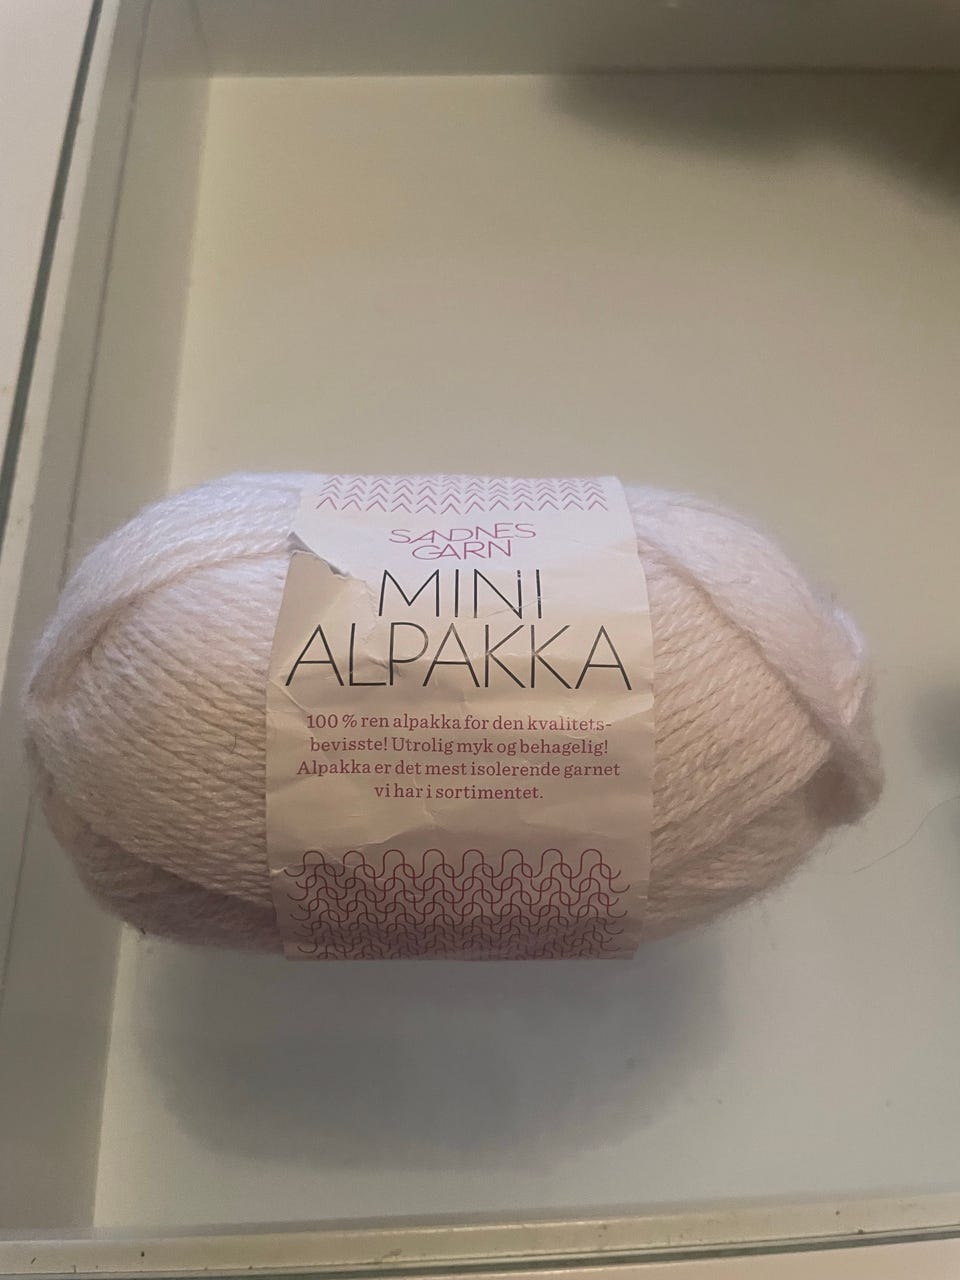 SANDNES
GARN
MINI
ALPAKKA
100 % ren alpakka for den kvalitets-
bevisste! Utrolig myk og behagelig!
Alpakka er det mest isolerende garnet
vi har i sortimentet.